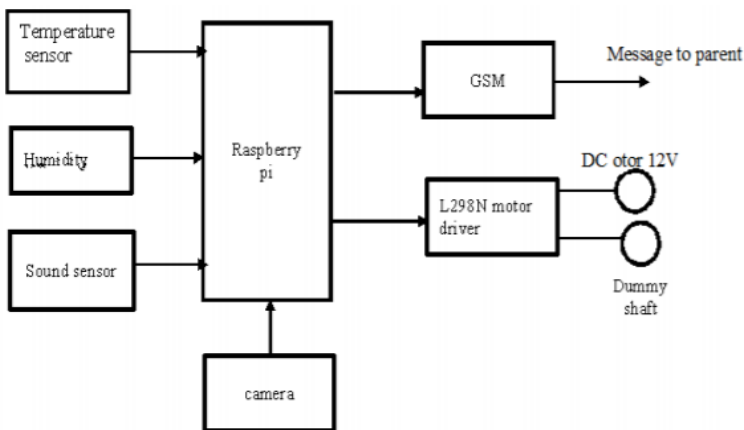 Temperature
sensor
Humidity
Sound sensor
Raspberry
pi
camera
GSM
Message to parent
L298N motor
driver
DC otor 12V
Dummy
shaft